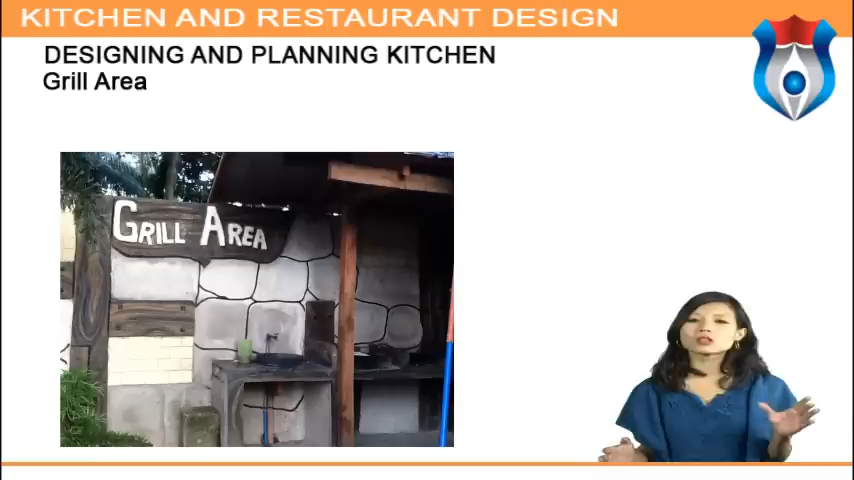 KITCHEN AND RESTAURANT DESIGN
DESIGNING AND PLANNING KITCHEN
Grill Area
GRILL AREA